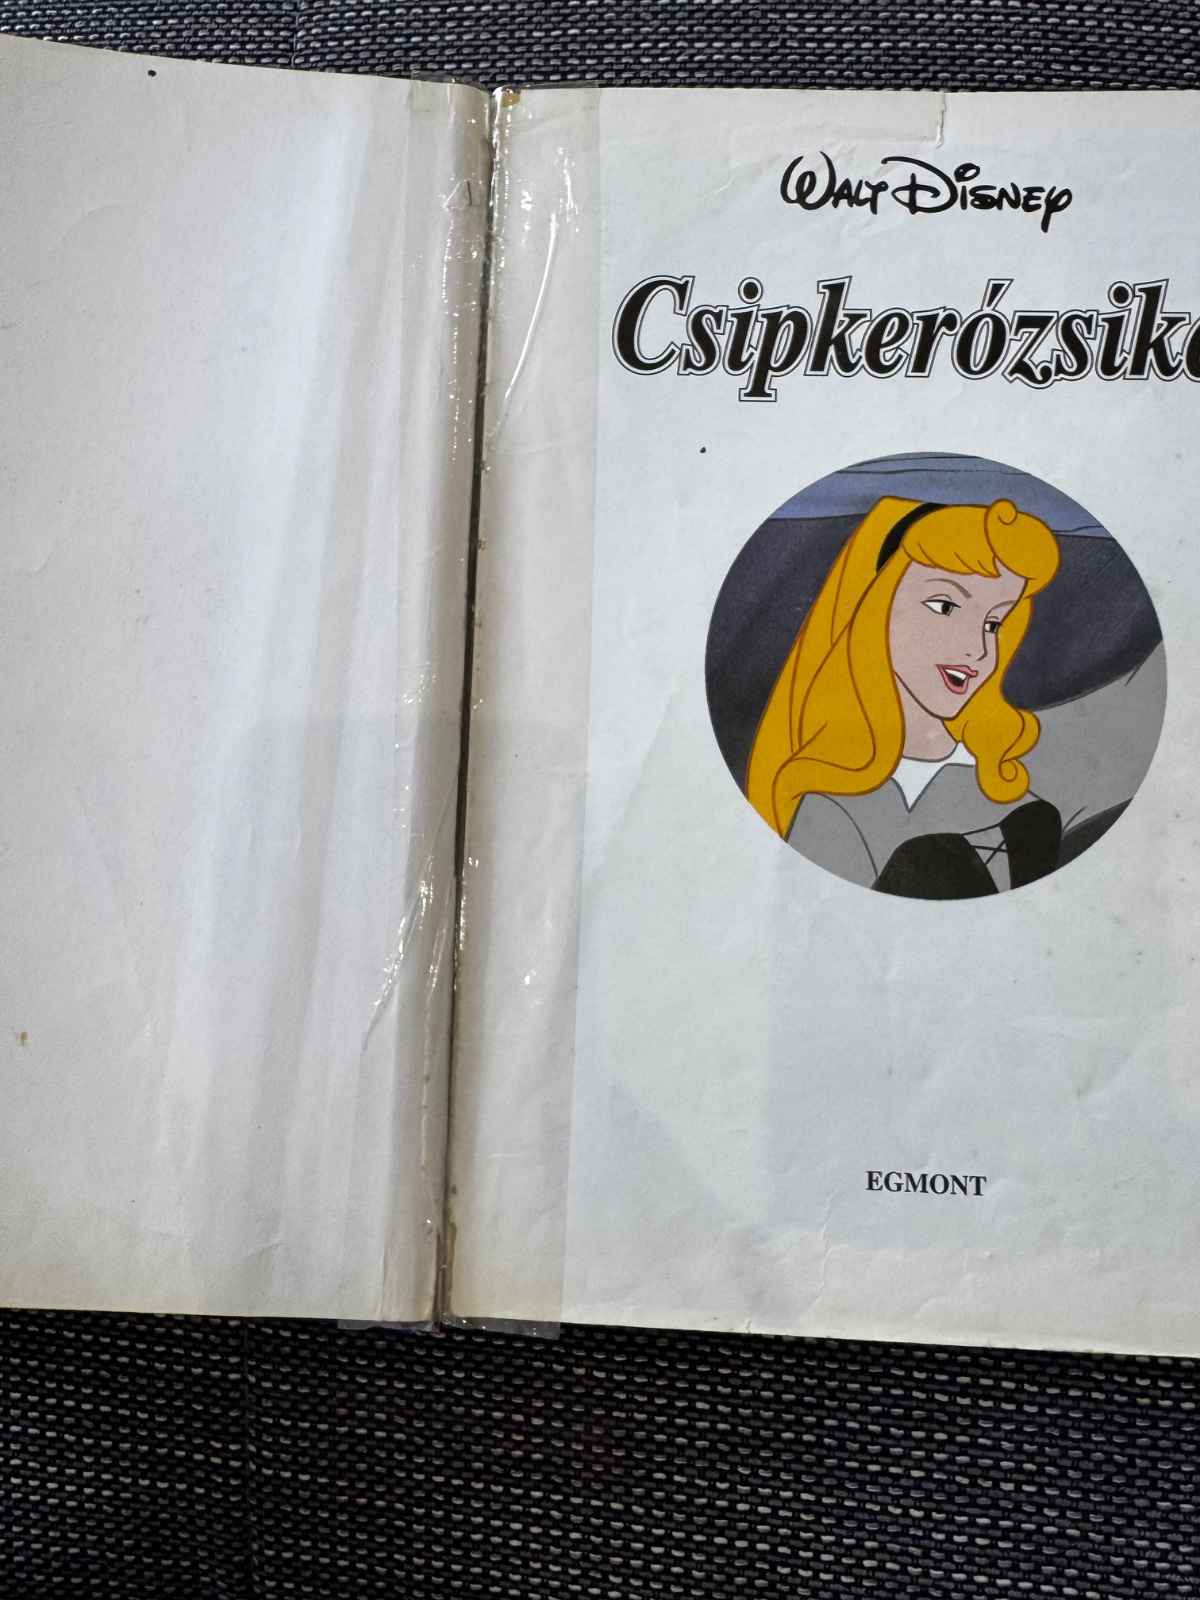 Walt Disney
Csipkerózsika
EGMONT